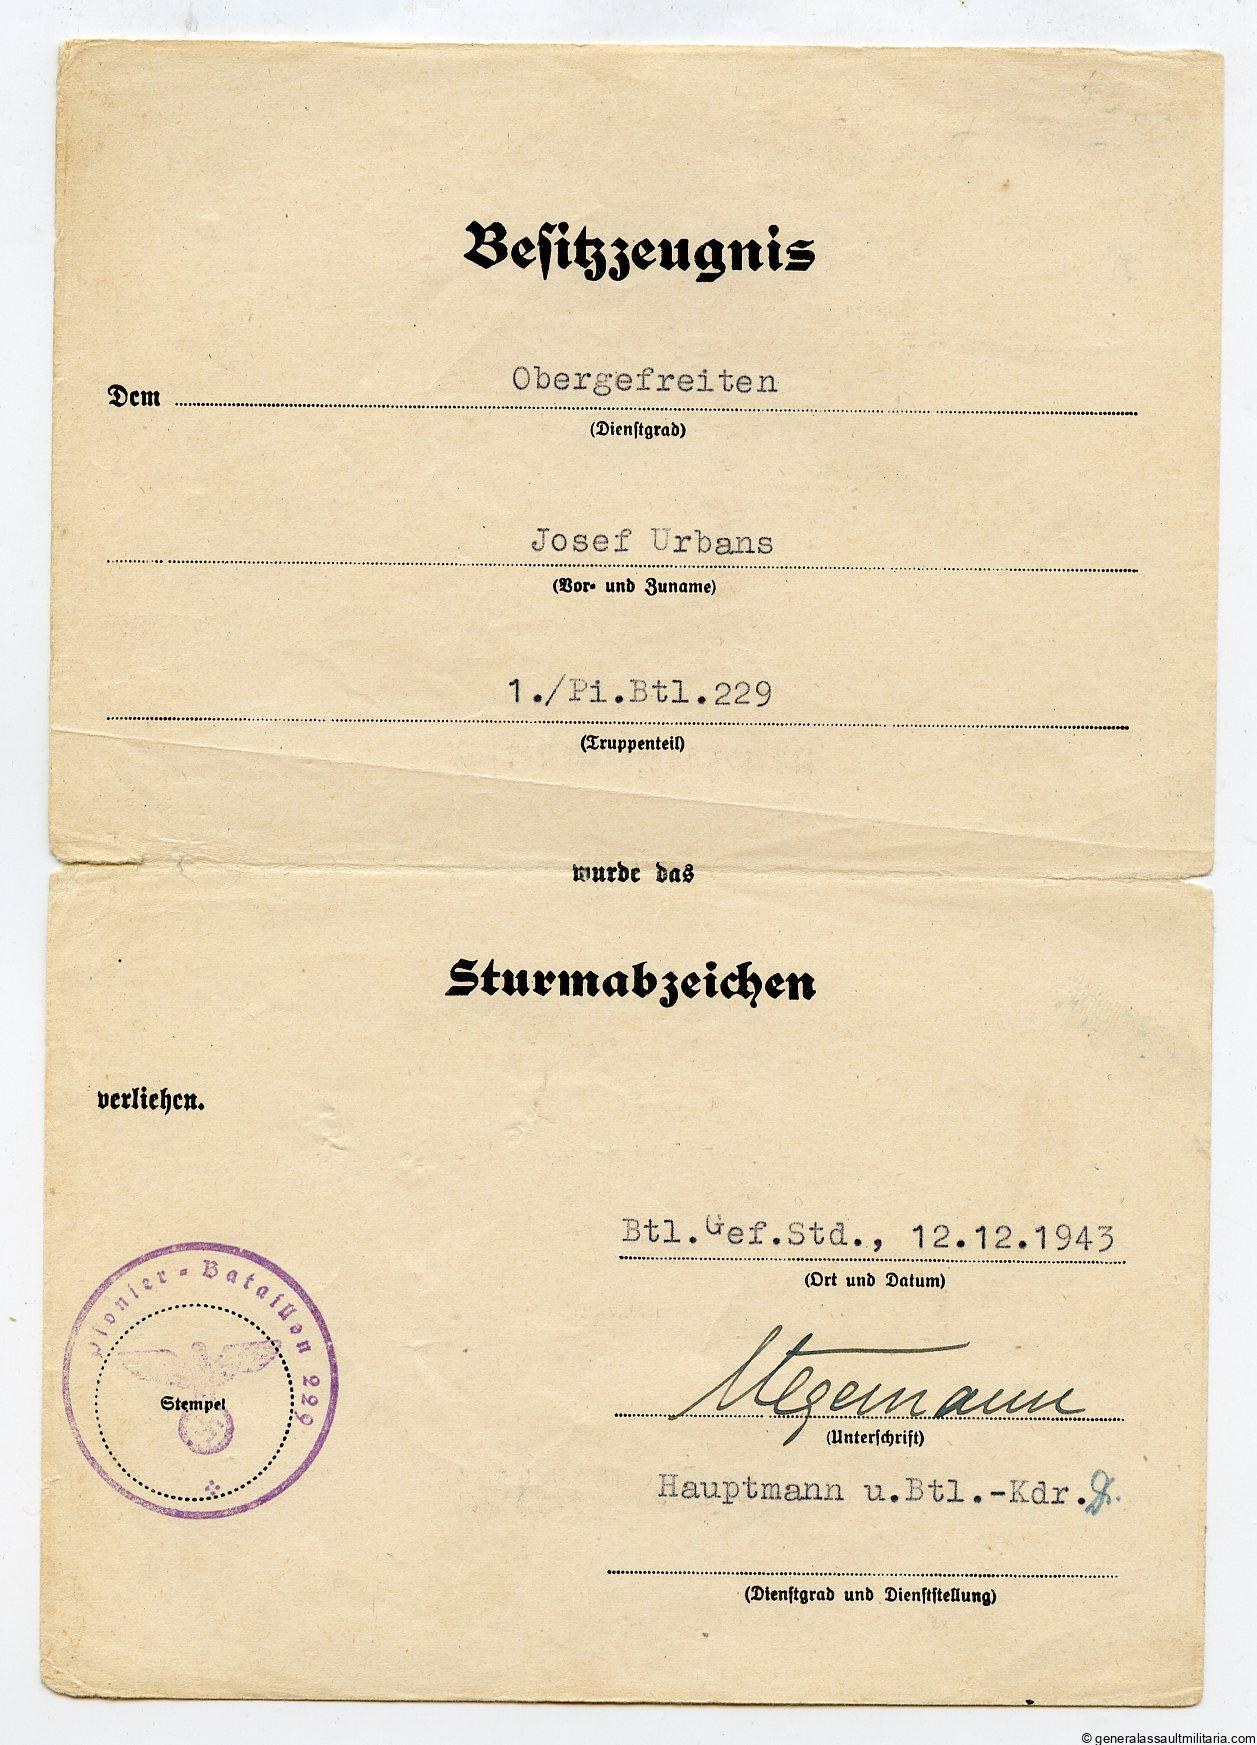 Besitzzeugnis
Dem Obergefreiten
(Dienstgrad)
Josef Urbans
(Vor- und Zuname)
1./Pi.Btl.229
(Truppenteil)
wurde das
Sturmabzeichen
verliehen.
Btl.Gef.Std., 12.12.1943
(Ort und Datum)
Pionier-Bataillon 229
Stempel
Stegemann
(Unterschrift)
Hauptmann u.Btl.-Kdr.
(Dienstgrad und Dienststellung)
© generalassaultmilitaria.com